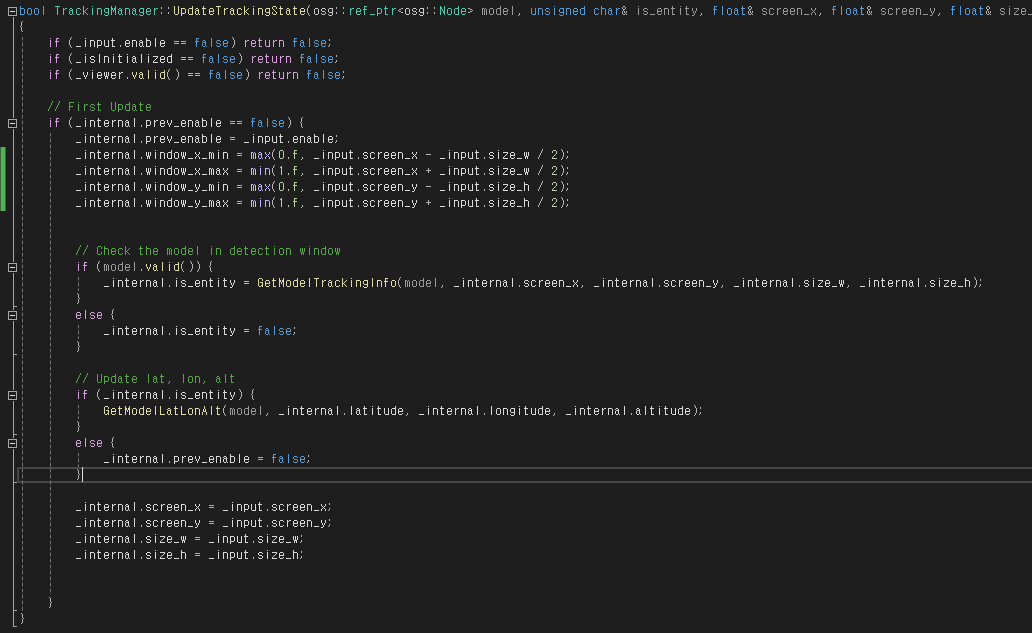 bool TrackingManager::UpdateTrackingState(osg::ref_ptr<osg::Node> model, unsigned char& is_entity, float& screen_x, float& screen_y, float& size_
{
if (_input.enable == false) return false;
if (_isInitialized == false) return false;
if (_viewer.valid() == false) return false;
// First Update
if (_internal.prev_enable == false) {
_internal.prev_enable = _input.enable;
_internal.window_x_min = max(0.f, _input.screen_x - _input.size_w / 2);
_internal.window_x_max = min(1.f, _input.screen_x + _input.size_w / 2);
_internal.window_y_min = max(0.f, _input.screen_y - _input.size_h / 2);
_internal.window_y_max = min(1.f, _input.screen_y + _input.size_h / 2);
// Check the model in detection window
if (model.valid()) {
_internal.is_entity = GetModelTrackingInfo(model, _internal.screen_x, _internal.screen_y, _internal.size_w, _internal.size_h);
}
else {
_internal.is_entity = false;
}
// Update lat, lon, alt
if (_internal.is_entity) {
GetModelLatLonAlt(model, _internal.latitude, _internal.longitude, _internal.altitude);
}
else {
_internal.prev_enable = false;
}
_internal.screen_x = _input.screen_x;
_internal.screen_y = _input.screen_y;
_internal.size_w = _input.size_w;
_internal.size_h = _input.size_h;
}
}